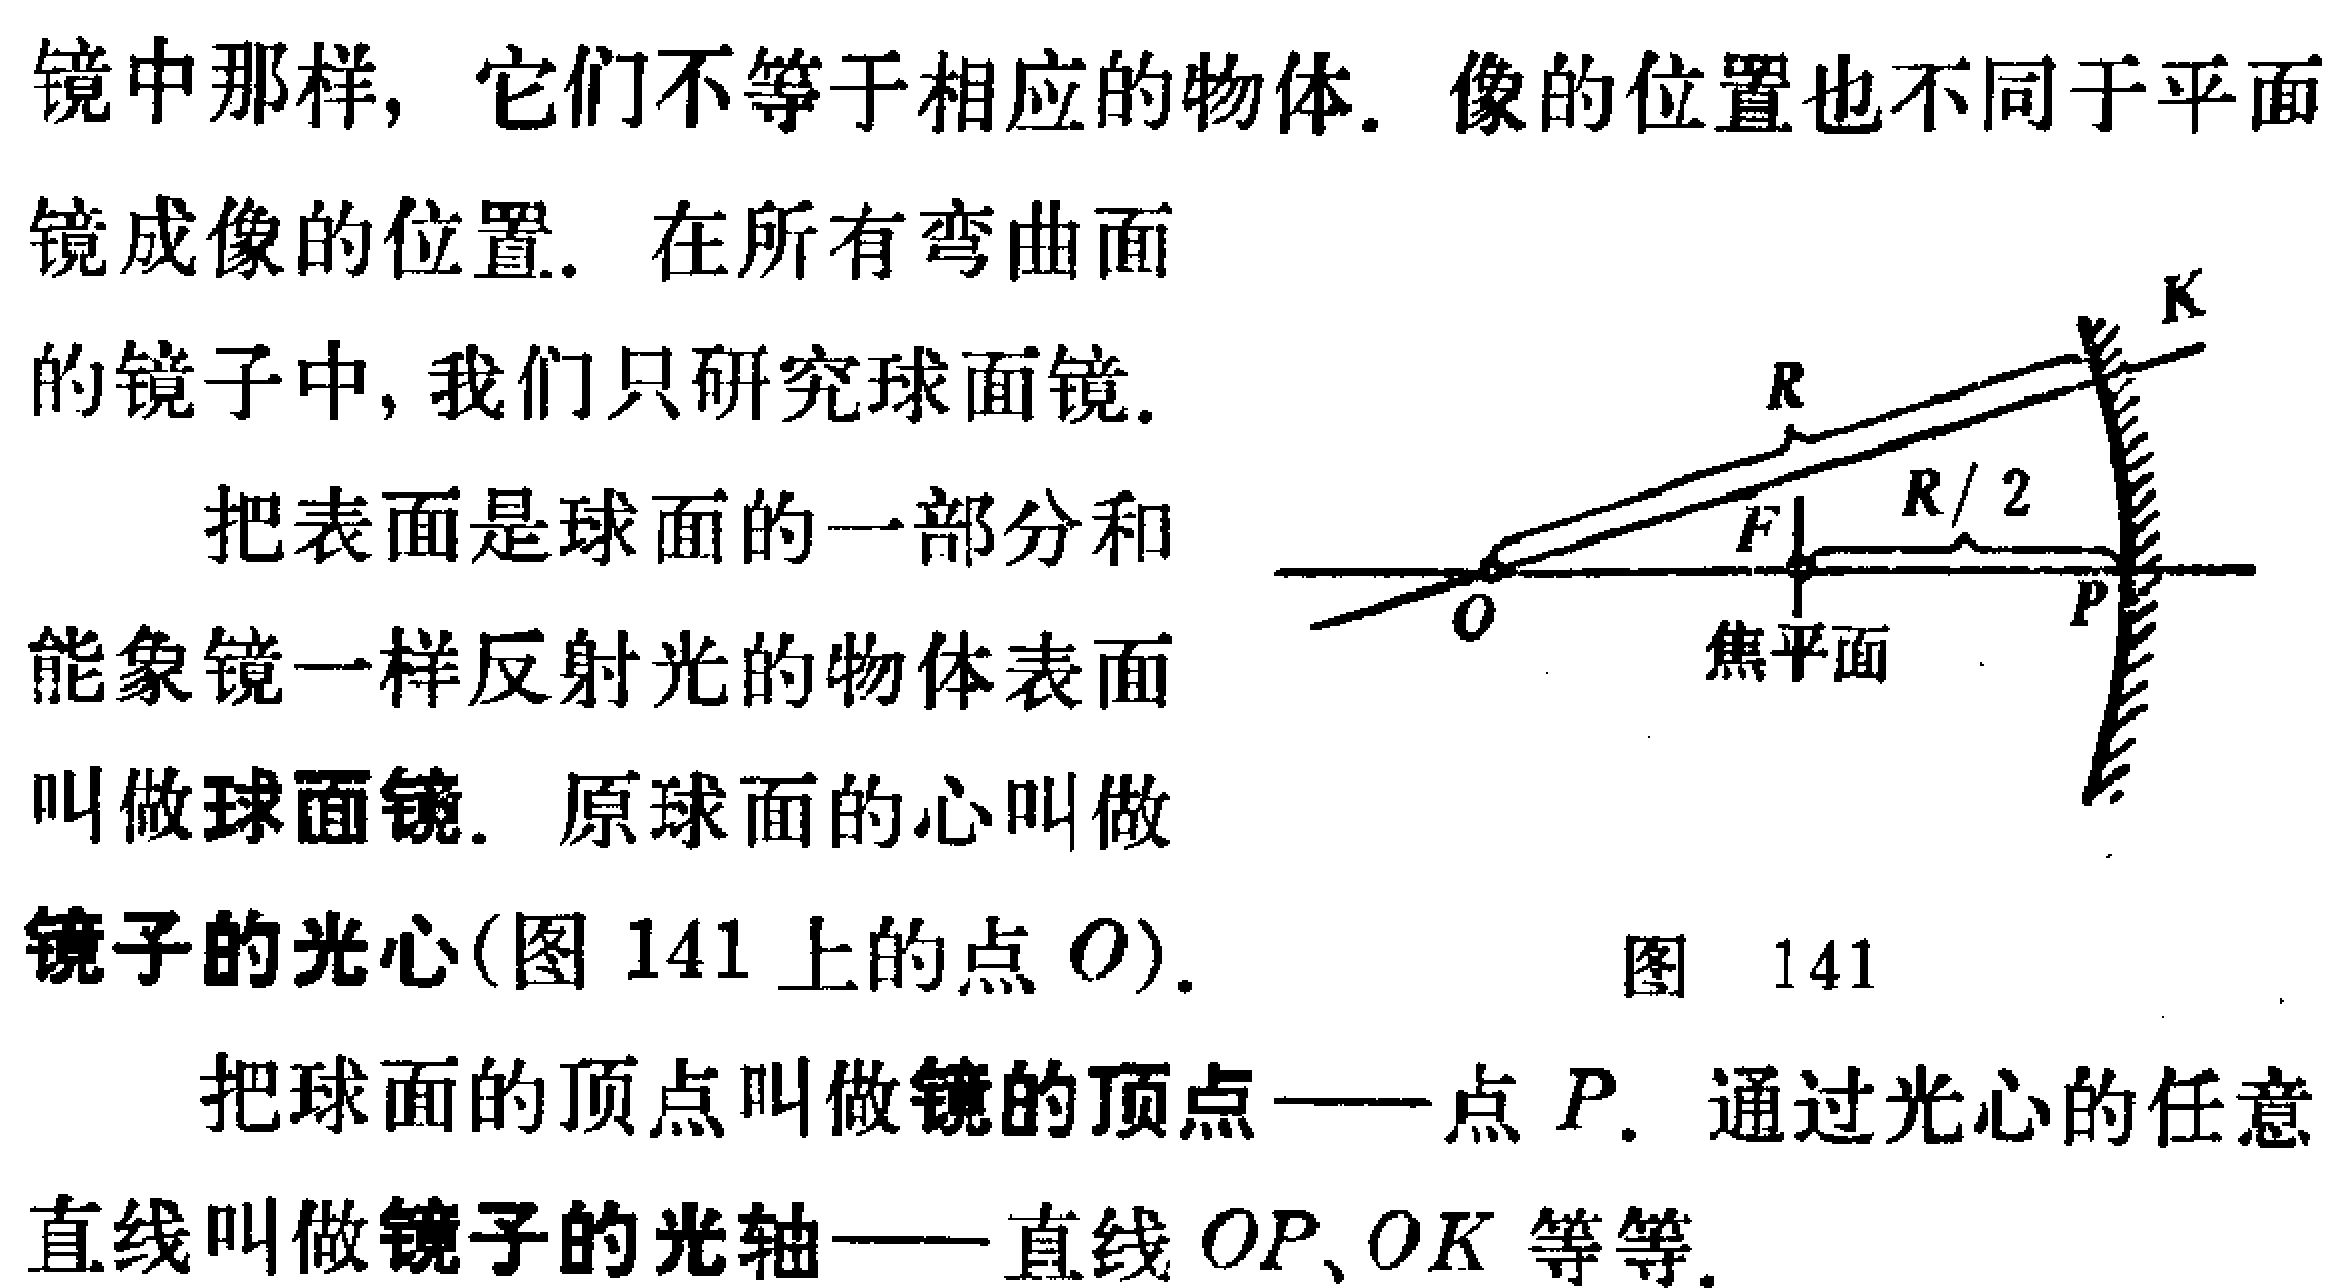 镜中那样，它们不等于相应的物体．像的位置也不同于平面
镜成像的位置．在所有弯曲面
的镜子中，我们只研究球面镜．
把表面是球面的一部分和
能象镜一样反射光的物体表面
叫做球面镜．原球面的心叫做
镜子的光心(图 141 上的点 O)．
K
R
R/2
F
O
P
焦平面
图 141
把球面的顶点叫做镜的顶点——点 P．通过光心的任意
直线叫做镜子的光轴——直线 OP、OK 等等．